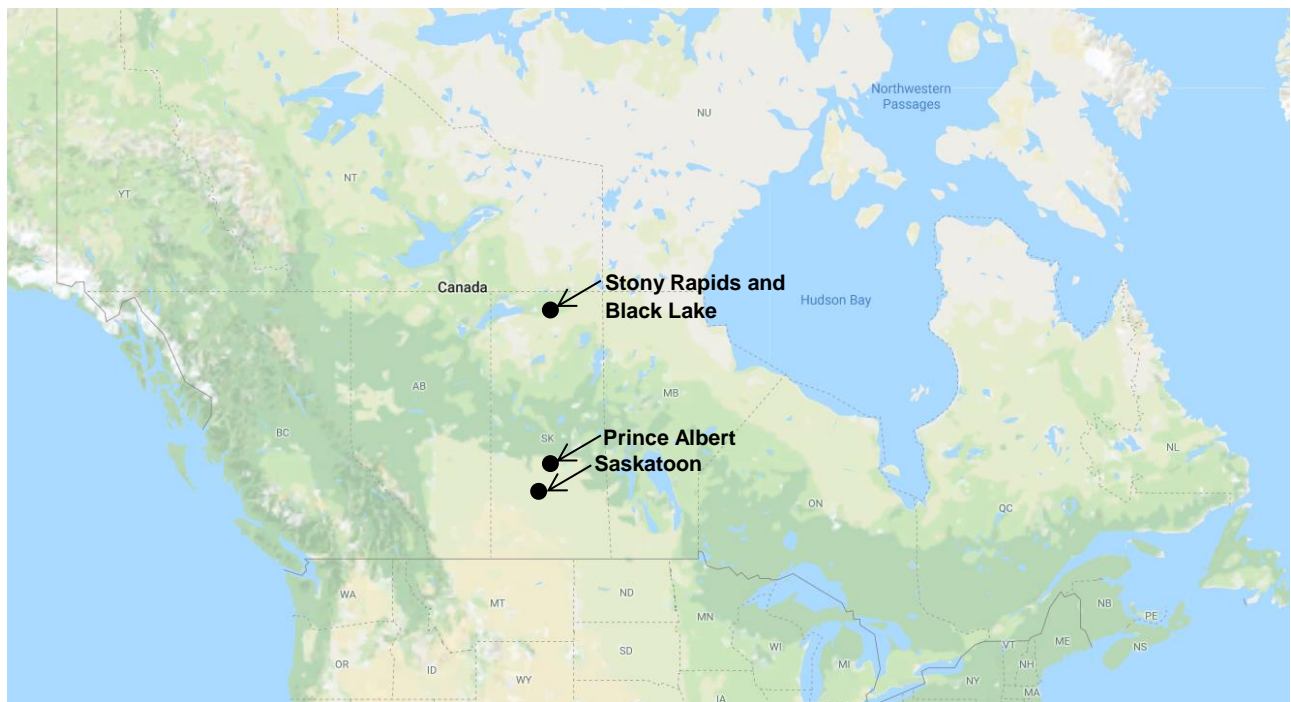 Northwestern
Passages
NU
YT
NT
Canada
Stony Rapids and
Black Lake
Hudson Bay
AB
MB
BC
SK
Prince Albert
Saskatoon
NL
ON
QC
WA
MT
ND
MN
NB
PE
OR
ID
SD
WI
MI
VT
ME
NS
WY
NH
NY
MA
IA